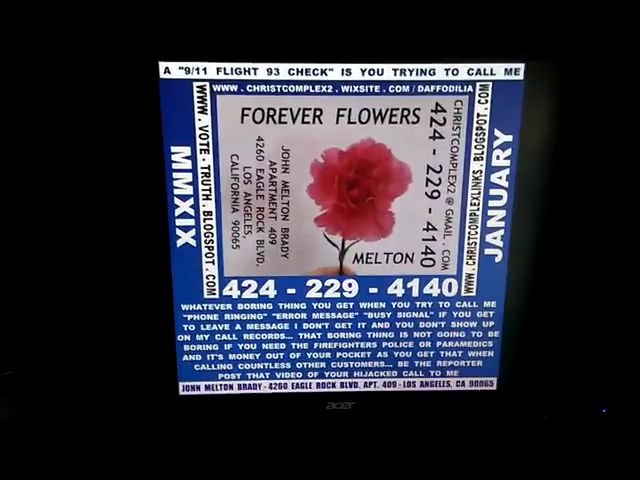 A "9/11 FLIGHT 93 CHECK" IS YOU TRYING TO CALL ME
WWW . CHRISTCOMPLEX2 . WIXSITE . COM / DAFFODILIA
MMXIX
WWW . VOTE - TRUTH . BLOGSPOT . COM
FOREVER FLOWERS
JOHN MELTON BRADY
APARTMENT 409
4260 EAGLE ROCK BLVD.
LOS ANGELES,
CALIFORNIA 90065
MELTON
424 - 229 - 4140
CHRISTCOMPLEX2 @ GMAIL . COM
WWW . CHRISTCOMPLEXLINKS . BLOGSPOT . COM
JANUARY
424 - 229 - 4140
WHATEVER BORING THING YOU GET WHEN YOU TRY TO CALL ME
"PHONE RINGING" "ERROR MESSAGE" "BUSY SIGNAL" IF YOU GET
TO LEAVE A MESSAGE I DON'T GET IT AND YOU DON'T SHOW UP
ON MY CALL RECORDS... THAT BORING THING IS NOT GOING TO BE
BORING IF YOU NEED THE FIREFIGHTERS POLICE OR PARAMEDICS
AND IT'S MONEY OUT OF YOUR POCKET AS YOU GET THAT WHEN
CALLING COUNTLESS OTHER CUSTOMERS... BE THE REPORTER
POST THAT VIDEO OF YOUR HIJACKED CALL TO ME
JOHN MELTON BRADY - 4260 EAGLE ROCK BLVD. APT. 409 - LOS ANGELES, CA 90065
acer